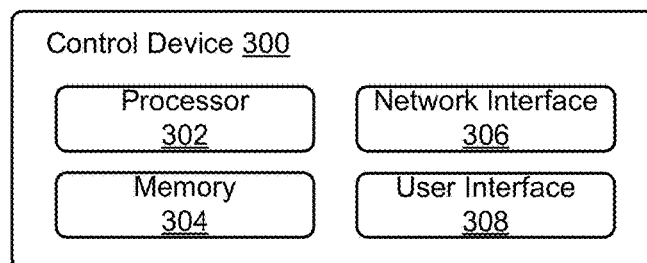 Control Device 300
Processor
302
Network Interface
306
Memory
304
User Interface
308